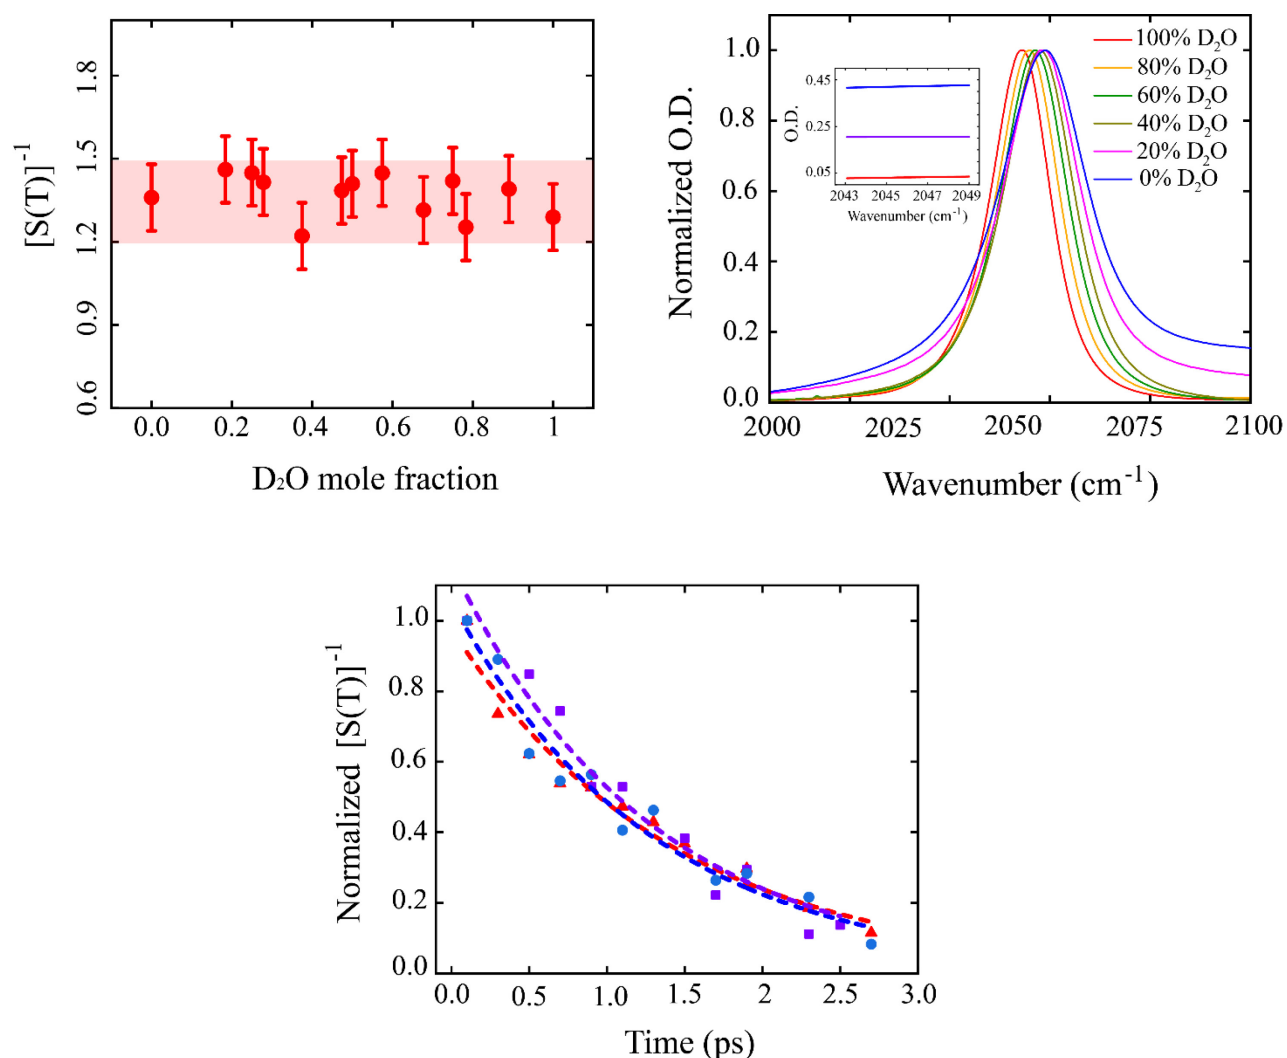 [S(T)]⁻¹
1.8
1.5
1.2
0.9
0.6
0.0 0.2 0.4 0.6 0.8 1
D₂O mole fraction
Normalized O.D.
1.0
0.8
0.6
0.4
0.2
0.0
2000 2025 2050 2075 2100
Wavenumber (cm⁻¹)
O.D.
0.45
0.25
0.05
2043 2045 2047 2049
Wavenumber (cm⁻¹)
100% D₂O
80% D₂O
60% D₂O
40% D₂O
20% D₂O
0% D₂O
Normalized [S(T)]⁻¹
1.0
0.8
0.6
0.4
0.2
0.0
0.0 0.5 1.0 1.5 2 2.5 3.0
Time (ps)